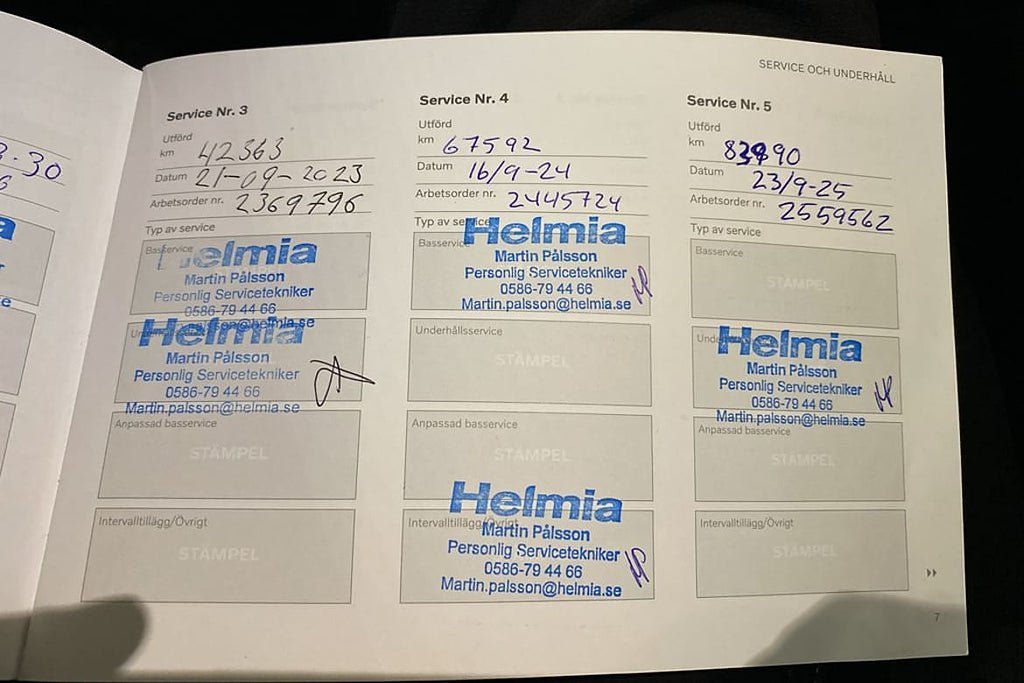 SERVICE OCH UNDERHÅLL
30
6
Service Nr. 3
Utförd
km 42363
Datum 21-09-2023
Arbetsorder nr. 2369796
Typ av service
Basservice
Helmia
Martin Pålsson
Personlig Servicetekniker
0586-79 44 66
Helmia
Martin Pålsson
Personlig Servicetekniker
0586-79 44 66
Martin.palsson@helmia.se
Anpassad basservice
STÄMPEL
Intervalltillägg/Övrigt
STÄMPEL
Service Nr. 4
Utförd
km 67592
Datum 16/9-24
Arbetsorder nr. 2445724
Typ av service
Basservice
Helmia
Martin Pålsson
Personlig Servicetekniker
0586-79 44 66
Martin.palsson@helmia.se
MP
Underhållsservice
STÄMPEL
Anpassad basservice
STÄMPEL
Intervalltillägg/Övrigt
Helmia
Martin Pålsson
Personlig Servicetekniker
0586-79 44 66
Martin.palsson@helmia.se
MP
Service Nr. 5
Utförd
km
Datum 23/9-25
Arbetsorder nr. 2559562
Typ av service
Basservice
STÄMPEL
Helmia
Martin Pålsson
Personlig Servicetekniker
0586-79 44 66
Martin.palsson@helmia.se
MP
Anpassad basservice
STÄMPEL
Intervalltillägg/Övrigt
STÄMPEL
7